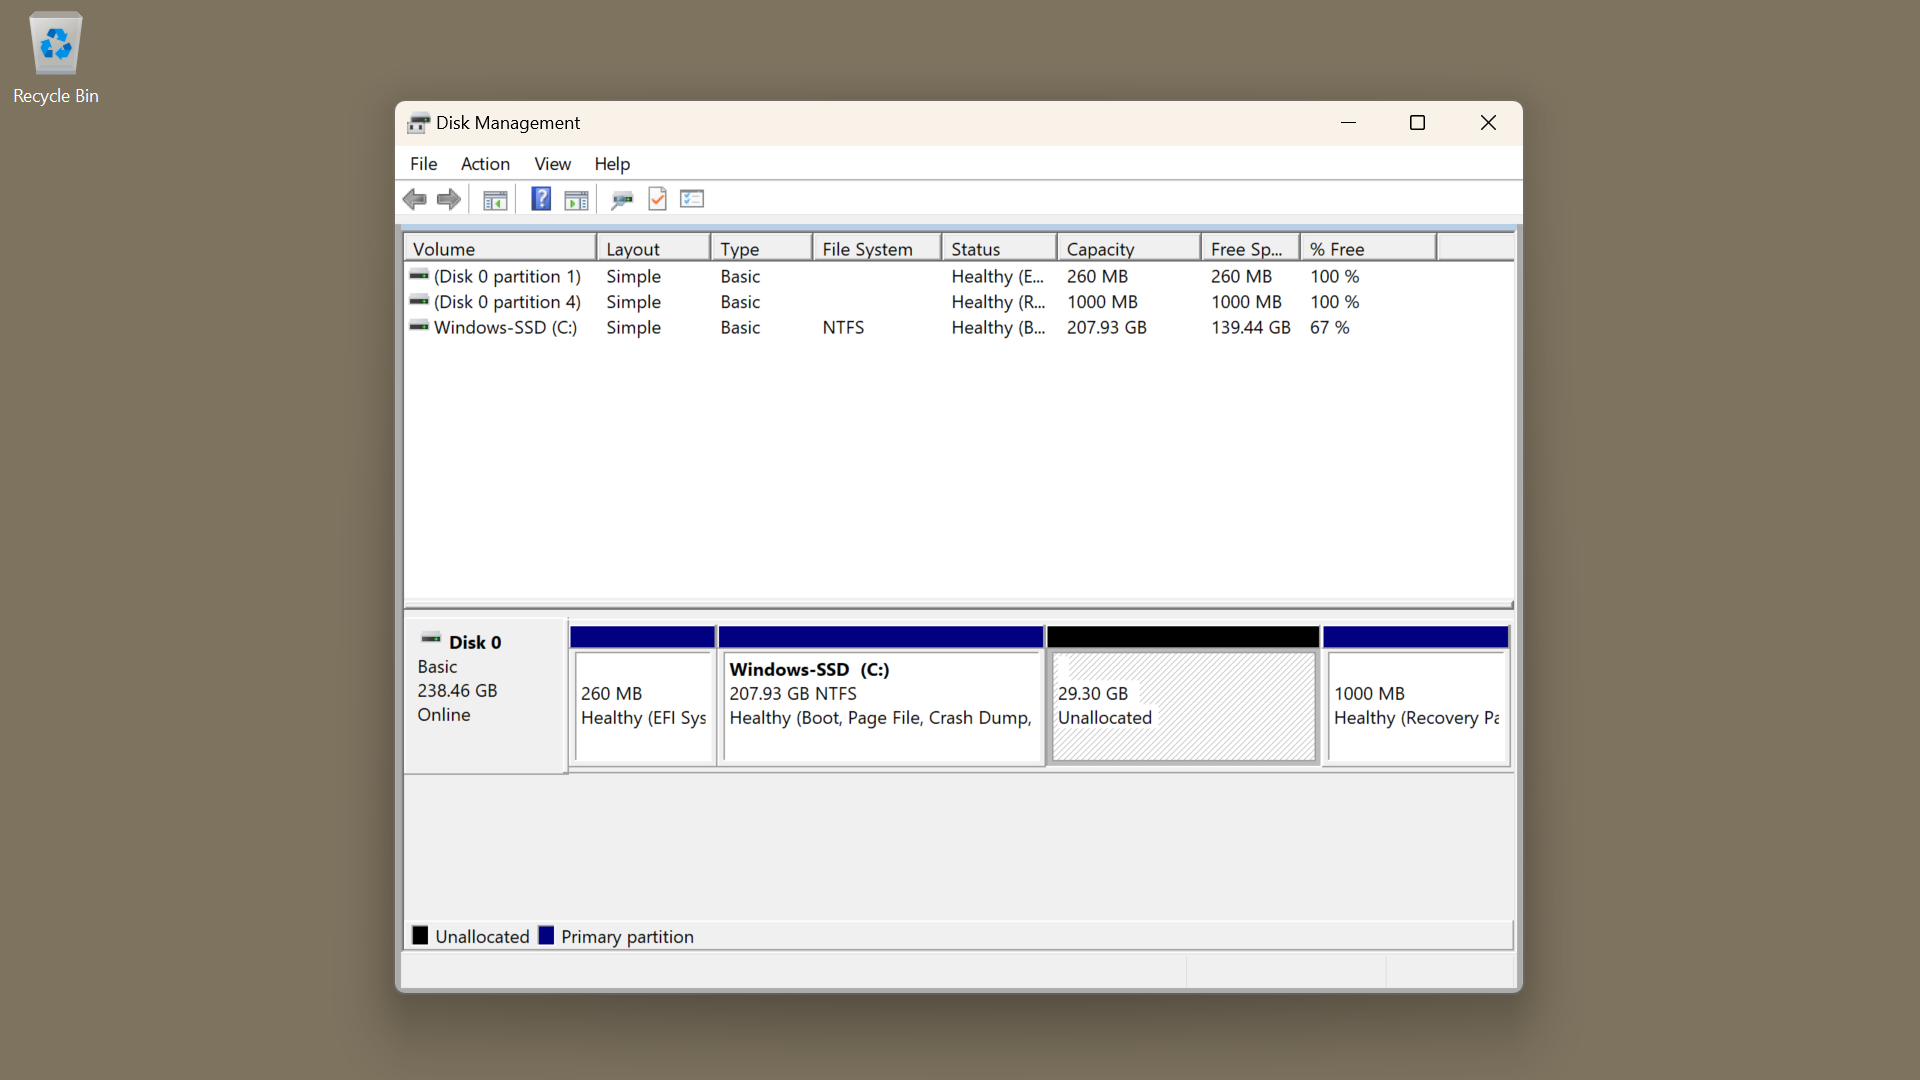 Recycle Bin
Disk Management
File Action View Help
Volume Layout Type File System Status Capacity Free Sp... % Free
(Disk 0 partition 1) Simple Basic Healthy (E... 260 MB 260 MB 100 %
(Disk 0 partition 4) Simple Basic Healthy (R... 1000 MB 1000 MB 100 %
Windows-SSD (C:) Simple Basic NTFS Healthy (B... 207.93 GB 139.44 GB 67 %
Disk 0
Basic
238.46 GB
Online
260 MB
Healthy (EFI Sys
Windows-SSD (C:)
207.93 GB NTFS
Healthy (Boot, Page File, Crash Dump,
29.30 GB
Unallocated
1000 MB
Healthy (Recovery Pa
Unallocated Primary partition